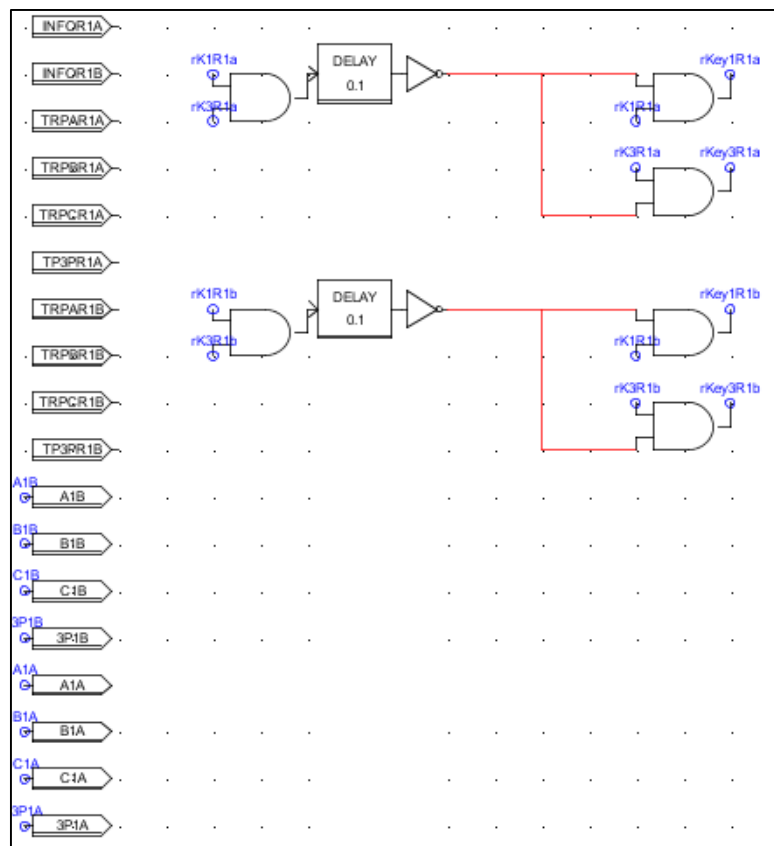 INFOR1A
INFOR1B
TRPAR1A
TRPBR1A
TRPCR1A
TP3PR1A
TRPAR1B
TRPBR1B
TRPCR1B
TP3PR1B
A1B
A1B
B1B
B1B
C1B
C1B
3P1B
3P1B
A1A
A1A
B1A
B1A
C1A
C1A
3P1A
3P1A
rK1R1a
rK3R1a
DELAY
0.1
rKey1R1a
rK1R1a
rK3R1a
rKey3R1a
rK1R1b
rK3R1b
DELAY
0.1
rKey1R1b
rK1R1b
rK3R1b
rKey3R1b